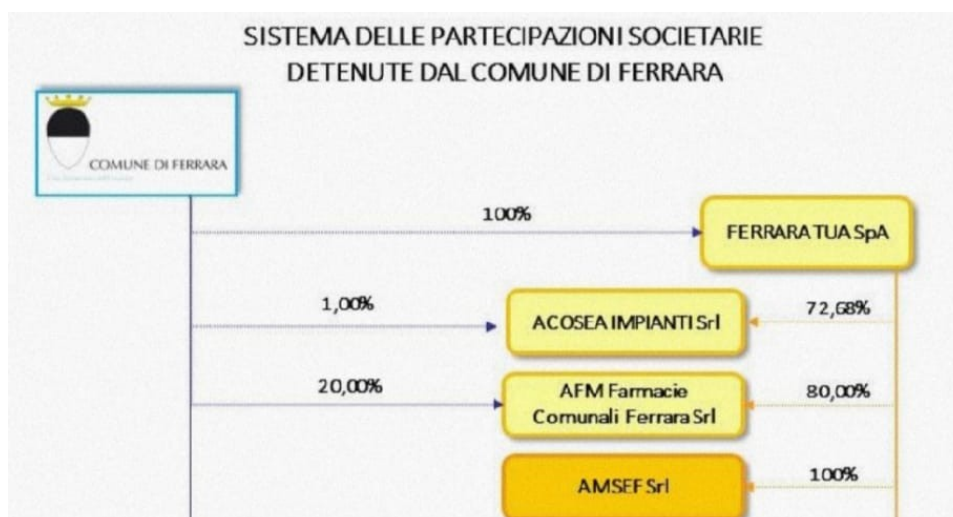 SISTEMA DELLE PARTECIPAZIONI SOCIETARIE
DETENUTE DAL COMUNE DI FERRARA
COMUNE DI FERRARA
100%
FERRARA TUA SpA
1,00%
ACOSEA IMPIANTI Srl
72,68%
20,00%
AFM Farmacie
Comunali Ferrara Srl
80,00%
AMSEF Srl
100%